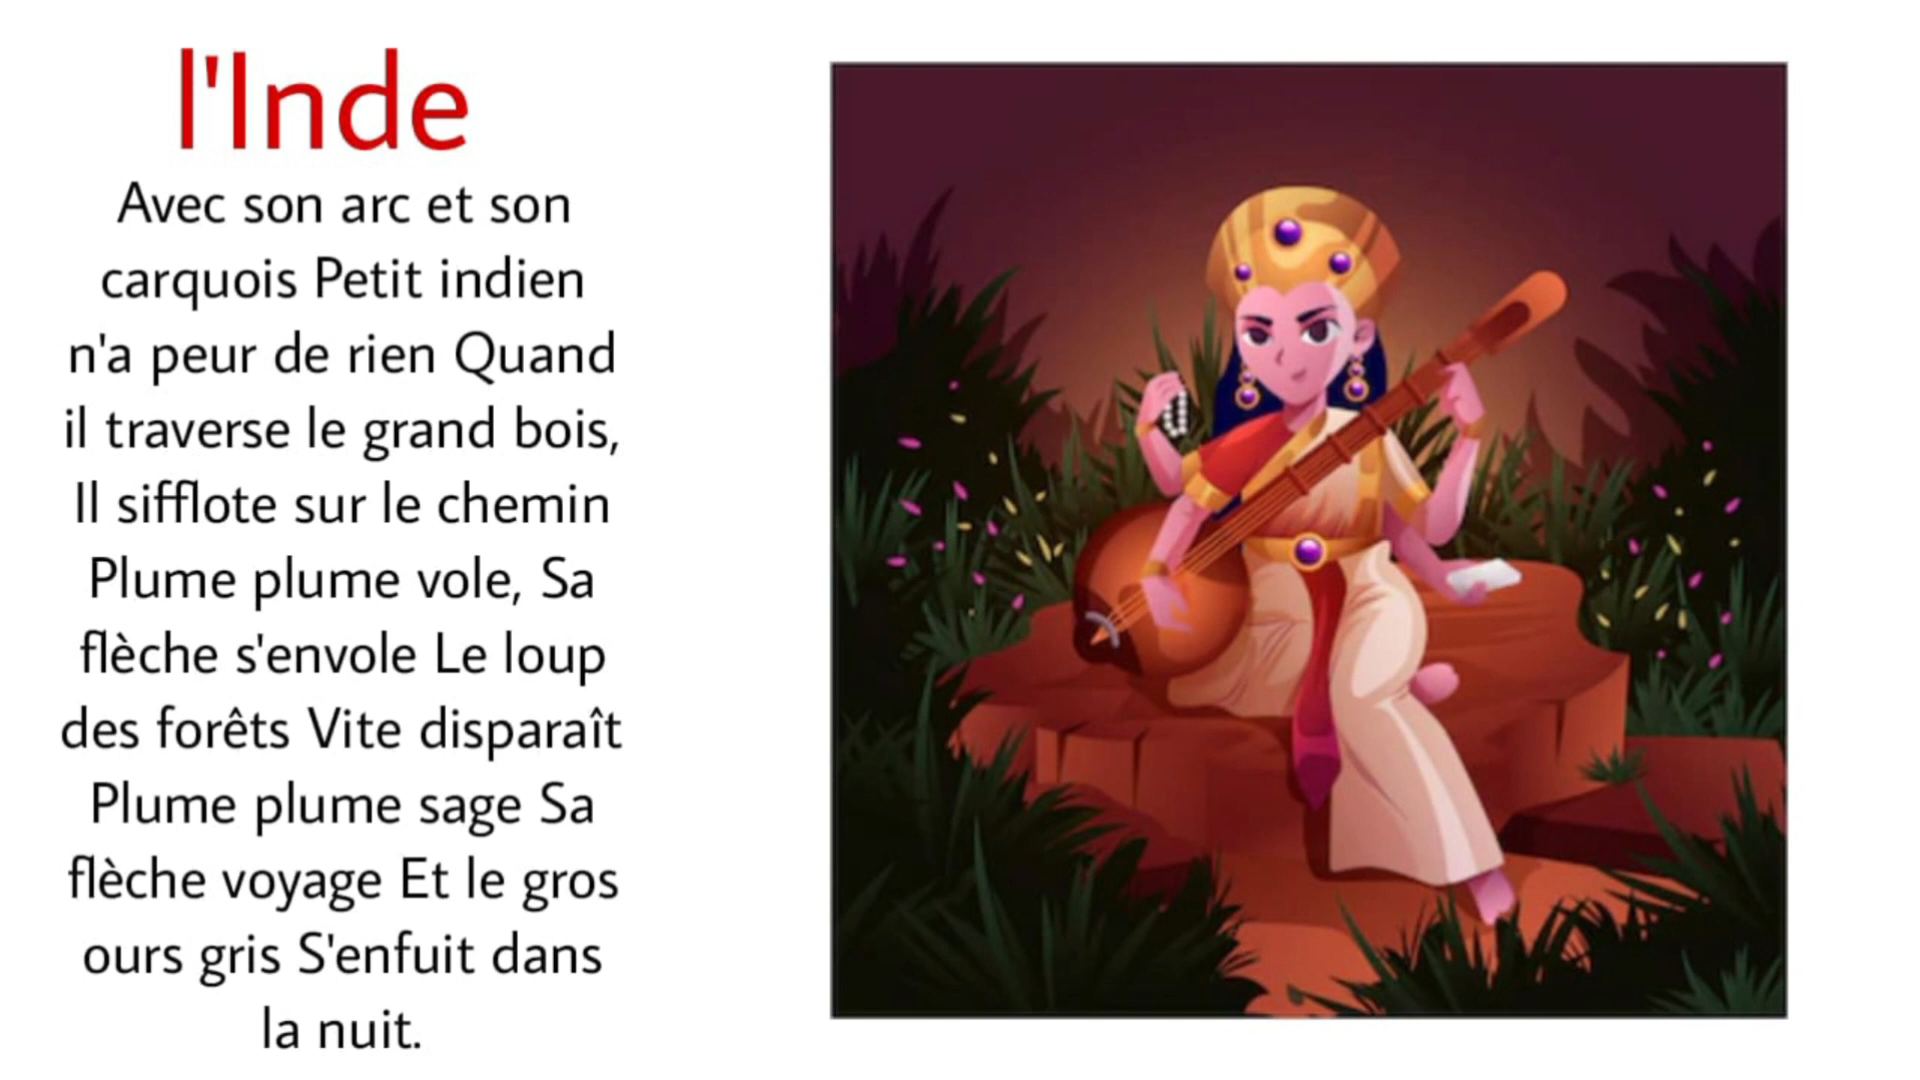 l'Inde
Avec son arc et son
carquois Petit indien
n'a peur de rien Quand
il traverse le grand bois,
Il sifflote sur le chemin
Plume plume vole, Sa
flèche s'envole Le loup
des forêts Vite disparaît
Plume plume sage Sa
flèche voyage Et le gros
ours gris S'enfuit dans
la nuit.